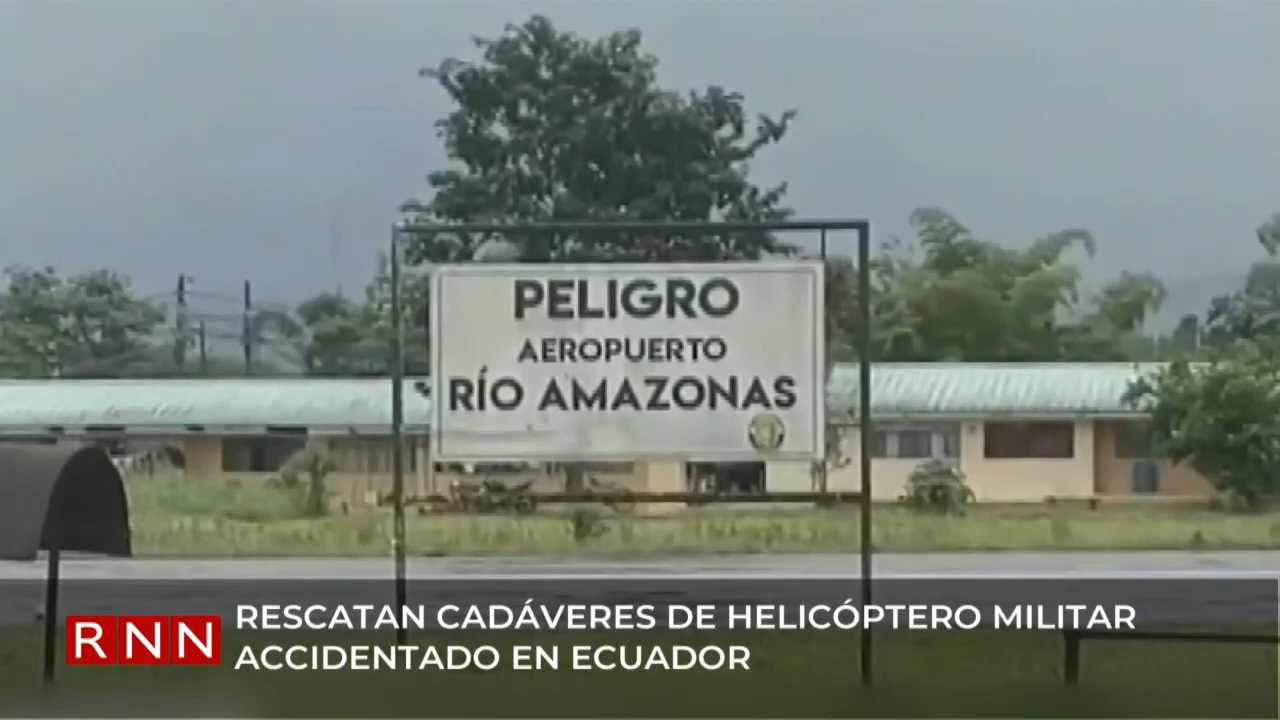 PELIGRO
AEROPUERTO
RÍO AMAZONAS
RNN
RESCATAN CADÁVERES DE HELICÓPTERO MILITAR
ACCIDENTADO EN ECUADOR